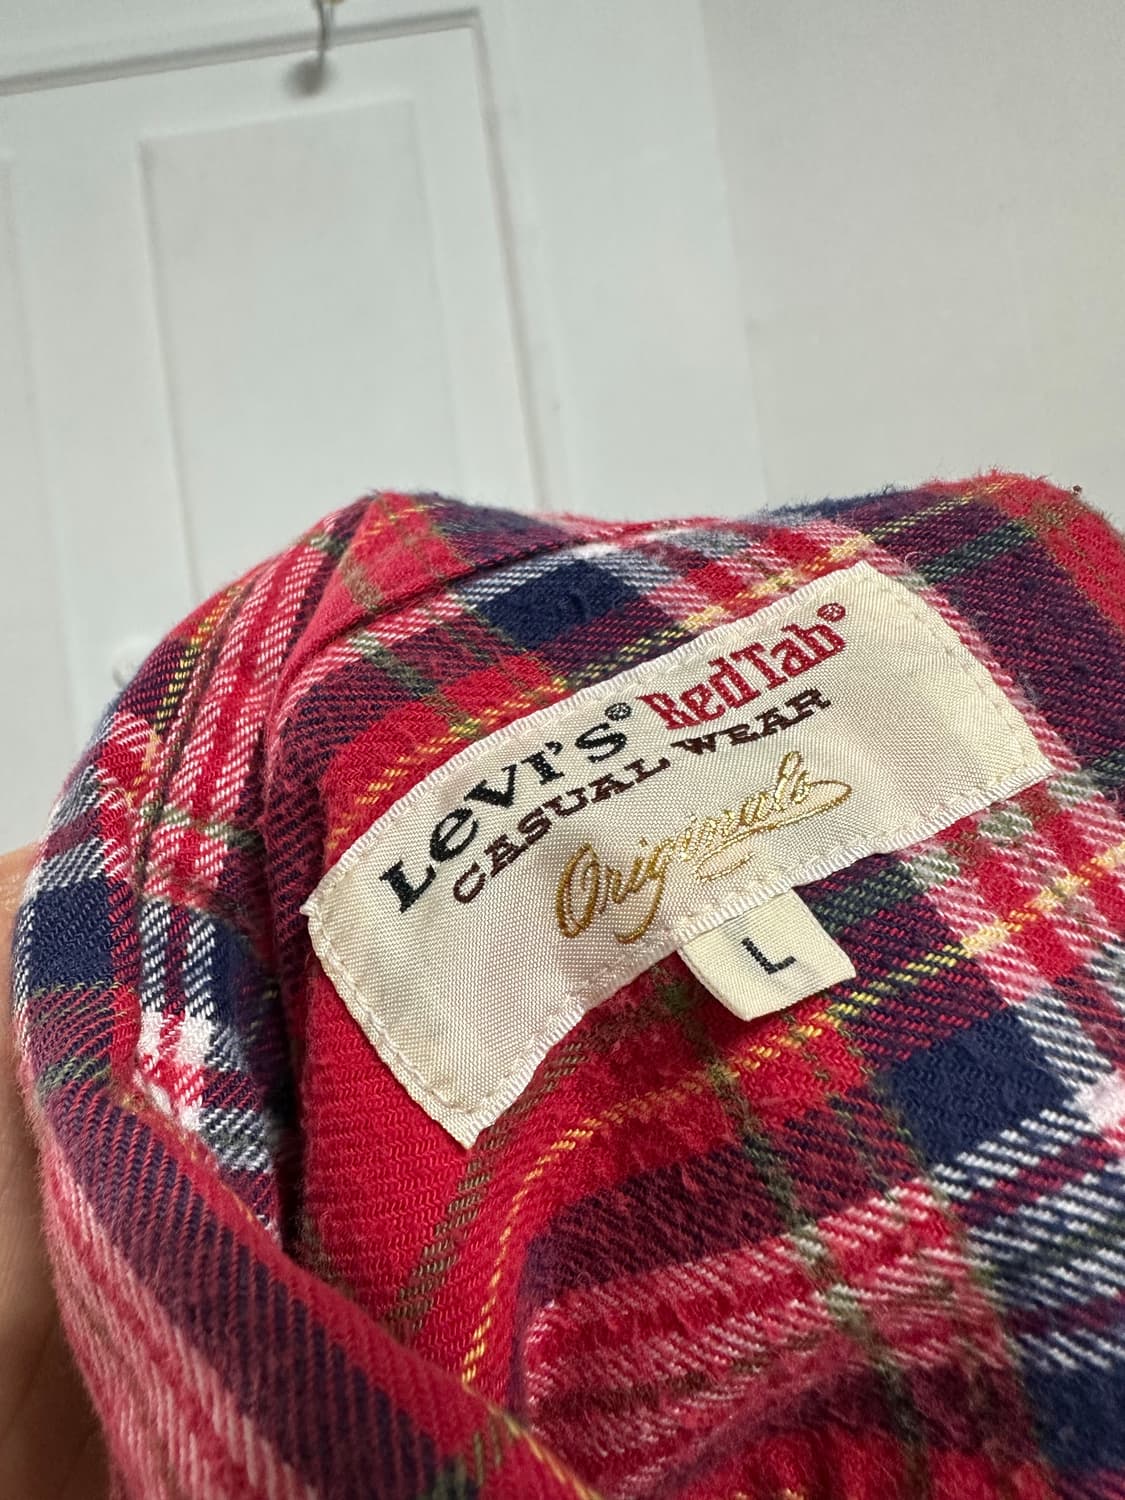 Levi's® RedTab®
CASUAL WEAR
Originals
L